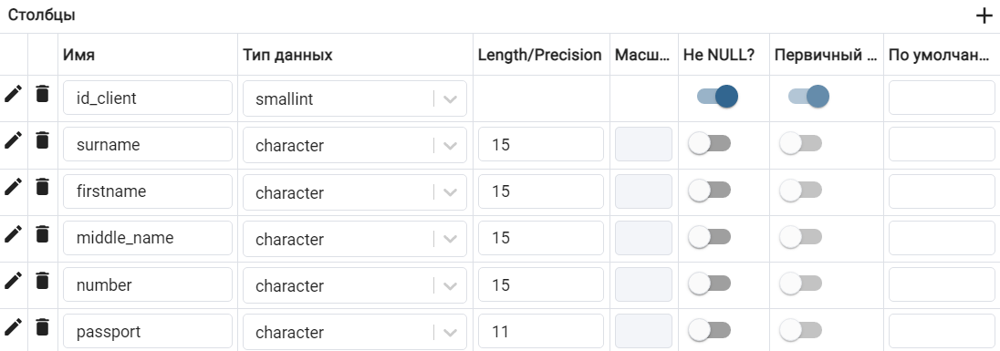 Столбцы
Имя Тип данных Length/Precision Масш... Не NULL? Первичный ... По умолчан...
id_client smallint
surname character 15
firstname character 15
middle_name character 15
number character 15
passport character 11